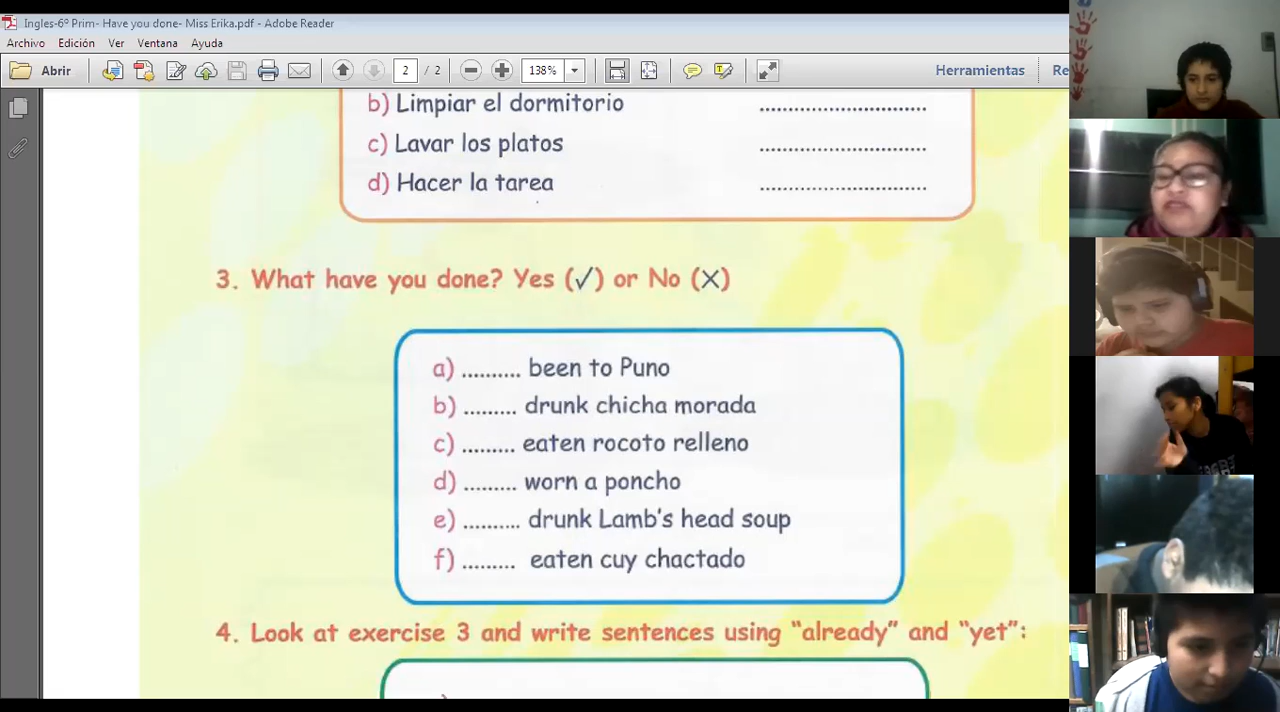 Ingles-6º Prim- Have you done- Miss Erika.pdf - Adobe Reader
Archivo Edición Ver Ventana Ayuda
Abrir 2 / 2 138% Herramientas Re
b) Limpiar el dormitorio ..............................
c) Lavar los platos ..............................
d) Hacer la tarea ..............................
3. What have you done? Yes (✓) or No (✗)
a) .......... been to Puno
b) ......... drunk chicha morada
c) ......... eaten rocoto relleno
d) ......... worn a poncho
e) .......... drunk Lamb's head soup
f) ......... eaten cuy chactado
4. Look at exercise 3 and write sentences using "already" and "yet":